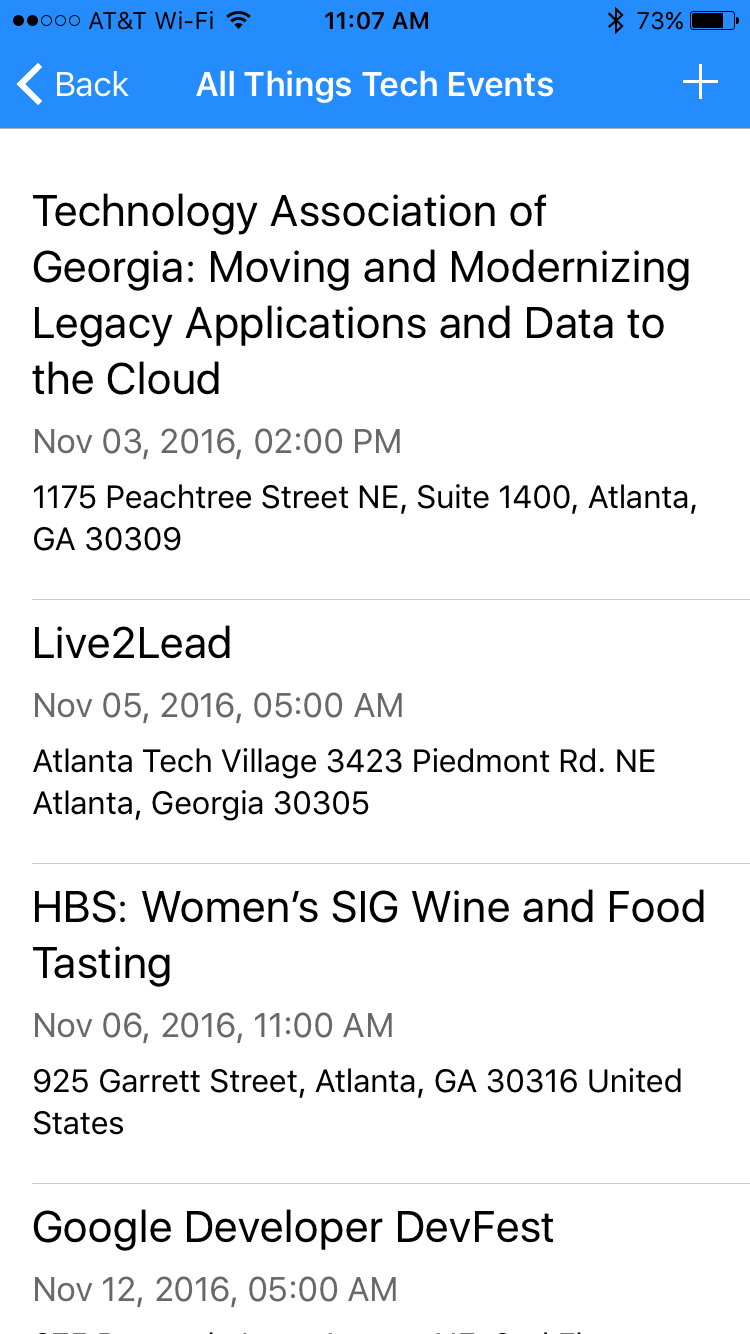 AT&T Wi-Fi 11:07 AM 73%
Back All Things Tech Events
Technology Association of
Georgia: Moving and Modernizing
Legacy Applications and Data to
the Cloud
Nov 03, 2016, 02:00 PM
1175 Peachtree Street NE, Suite 1400, Atlanta,
GA 30309
Live2Lead
Nov 05, 2016, 05:00 AM
Atlanta Tech Village 3423 Piedmont Rd. NE
Atlanta, Georgia 30305
HBS: Women’s SIG Wine and Food
Tasting
Nov 06, 2016, 11:00 AM
925 Garrett Street, Atlanta, GA 30316 United
States
Google Developer DevFest
Nov 12, 2016, 05:00 AM